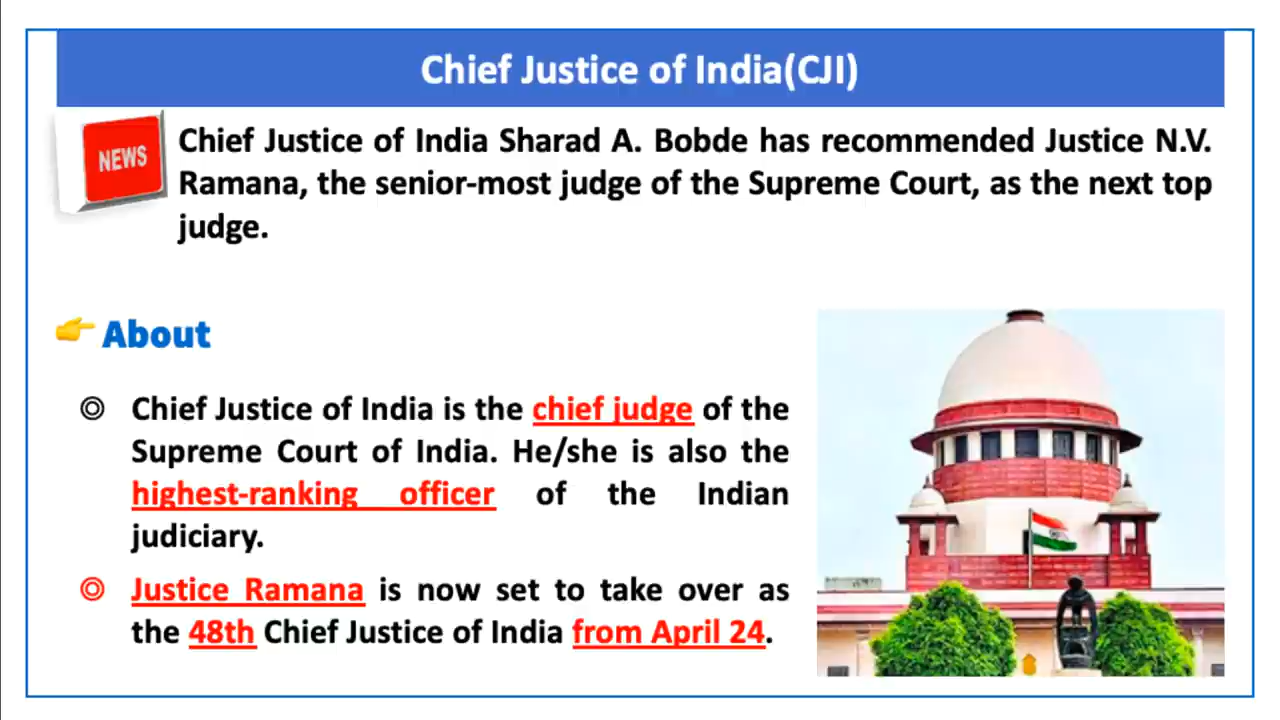 Chief Justice of India(CJI)
NEWS
Chief Justice of India Sharad A. Bobde has recommended Justice N.V.
Ramana, the senior-most judge of the Supreme Court, as the next top
judge.
About
Chief Justice of India is the chief judge of the
Supreme Court of India. He/she is also the
highest-ranking officer of the Indian
judiciary.
Justice Ramana is now set to take over as
the 48th Chief Justice of India from April 24.